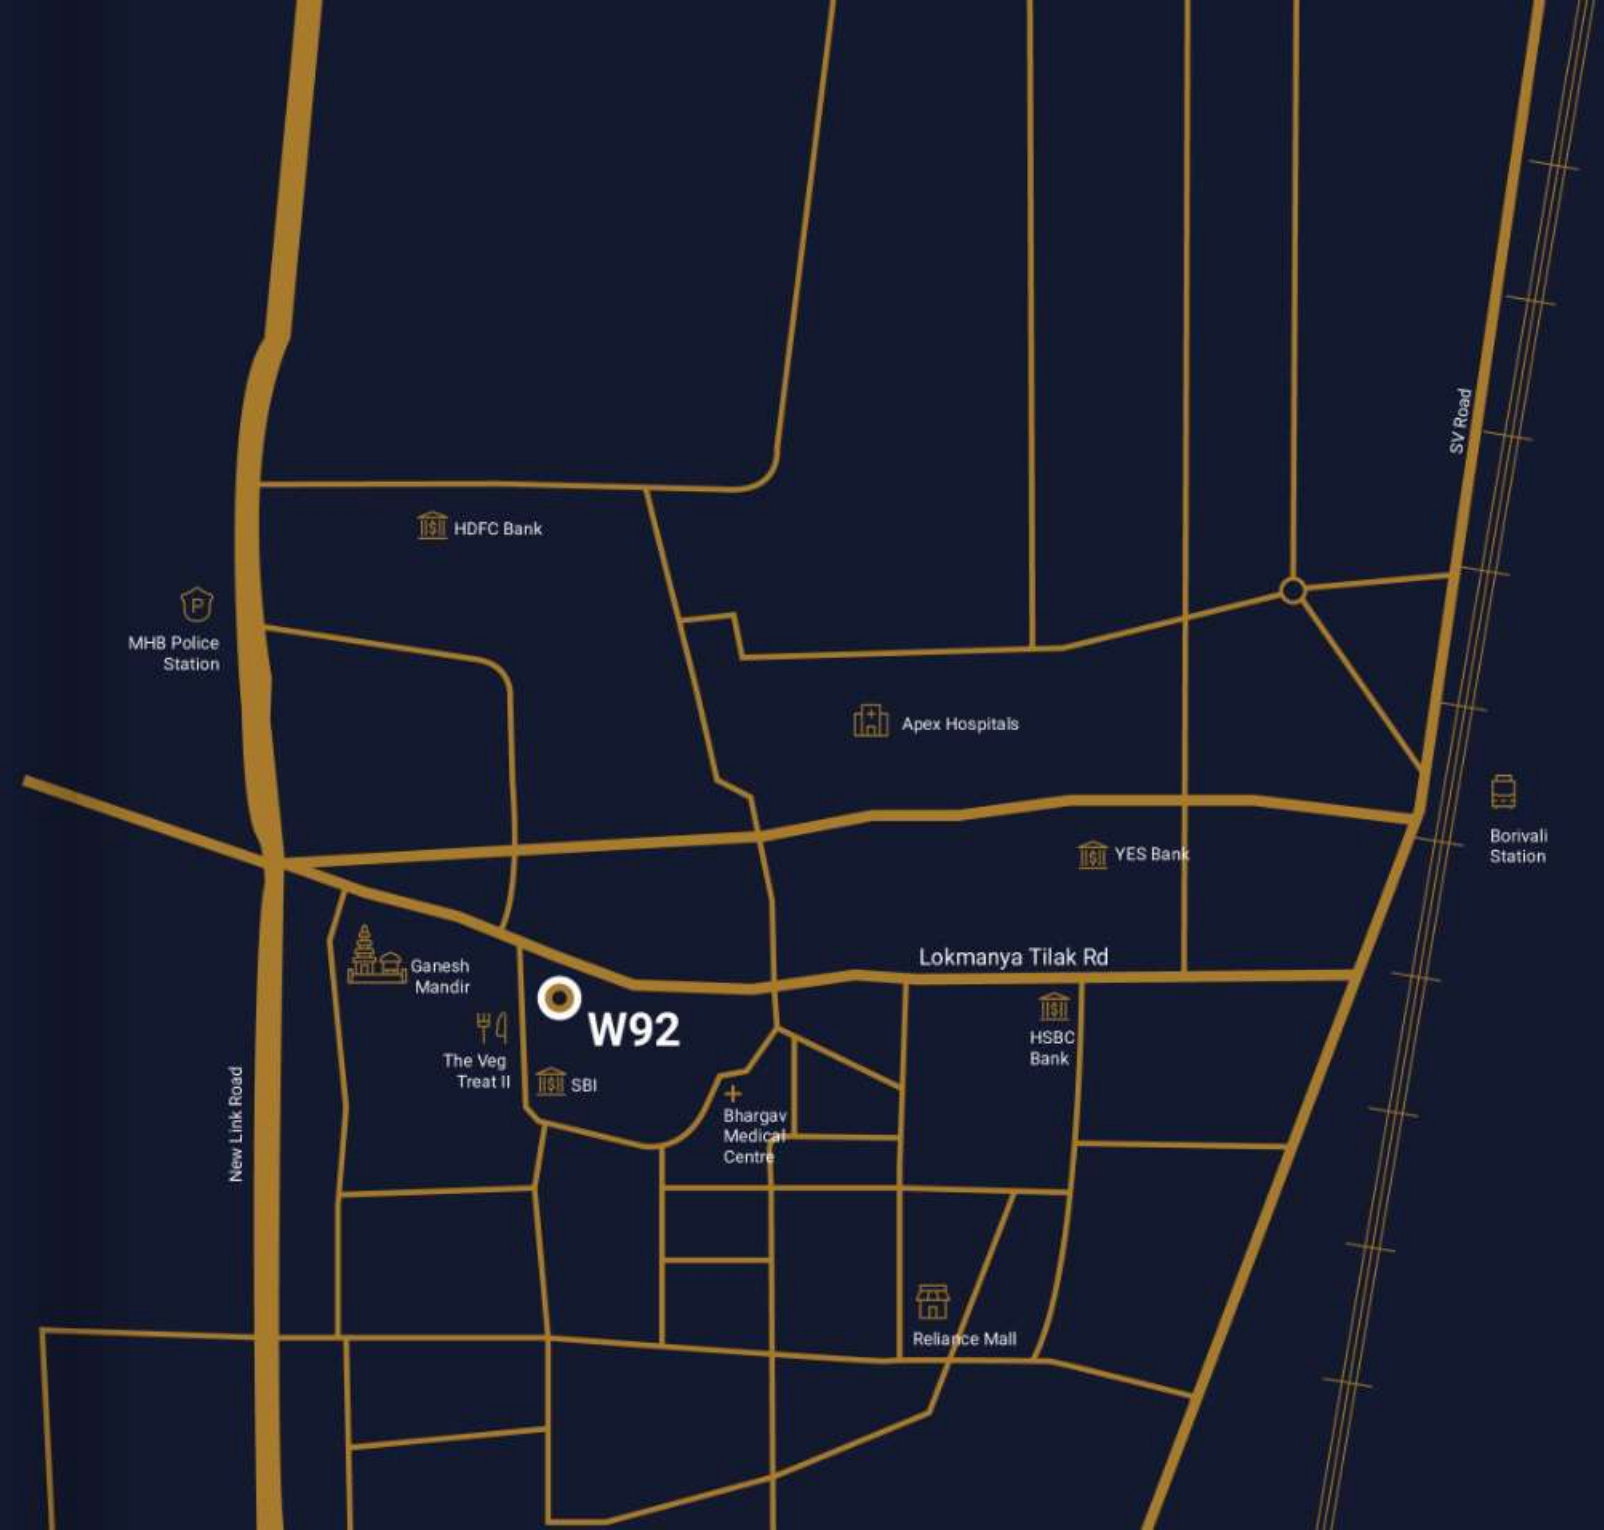 SV Road
HDFC Bank
P
MHB Police
Station
Apex Hospitals
Borivali
Station
YES Bank
Lokmanya Tilak Rd
Ganesh
Mandir
W92
HSBC
Bank
The Veg
Treat II
SBI
New Link Road
Bhargav
Medical
Centre
Reliance Mall